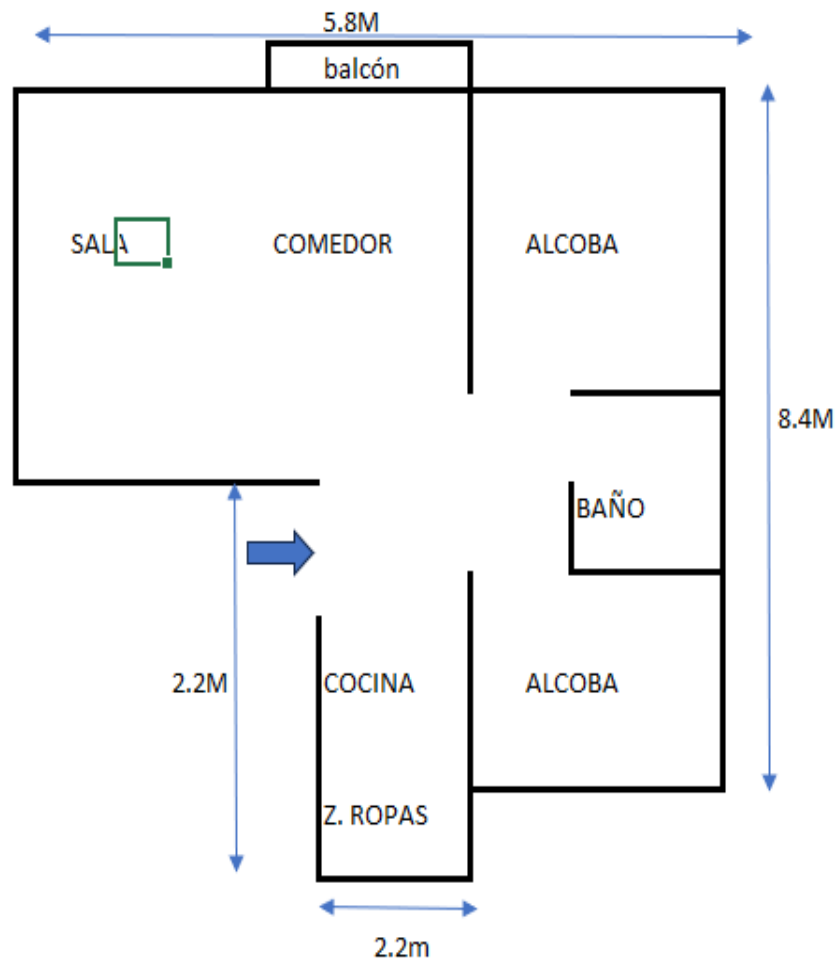 5.8M
balcón
SALA
COMEDOR
ALCOBA
8.4M
BAÑO
2.2M
COCINA
ALCOBA
Z. ROPAS
2.2m